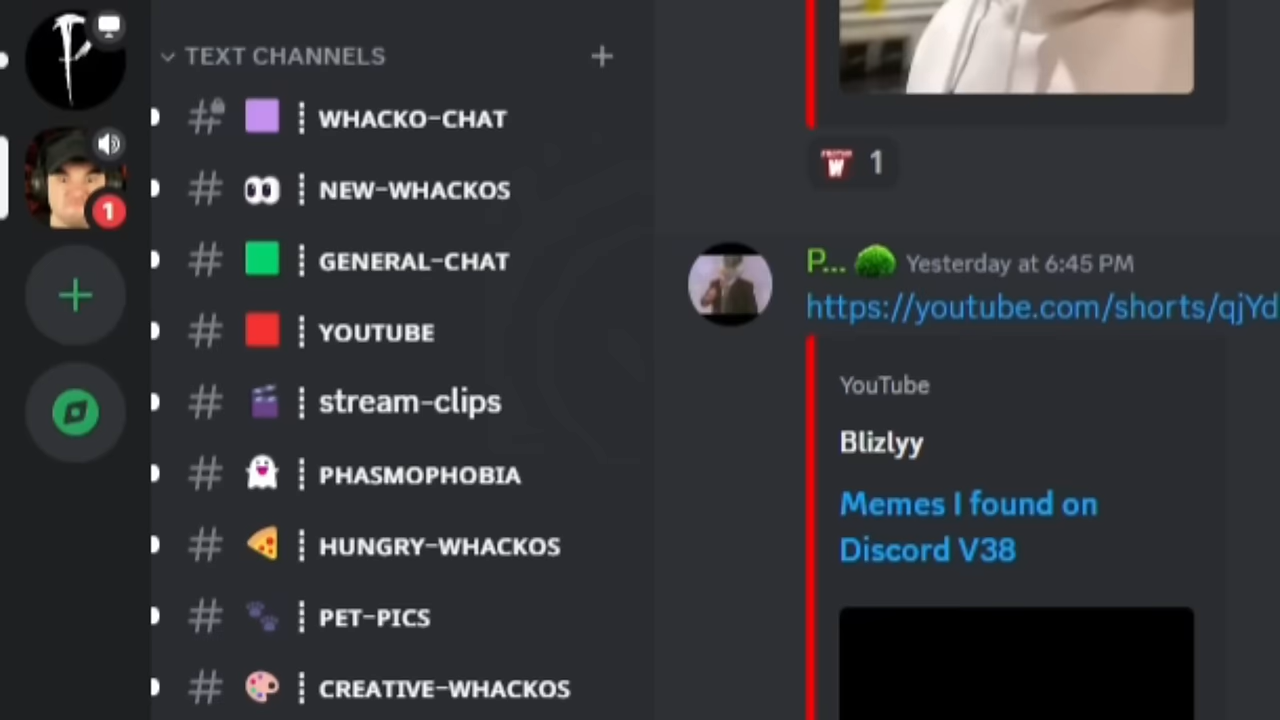 TEXT CHANNELS
WHACKO-CHAT
NEW-WHACKOS
GENERAL-CHAT
YOUTUBE
stream-clips
PHASMOPHOBIA
HUNGRY-WHACKOS
PET-PICS
CREATIVE-WHACKOS
1
W 1
P... Yesterday at 6:45 PM
https://youtube.com/shorts/qjYd
YouTube
Blizlyy
Memes I found on
Discord V38